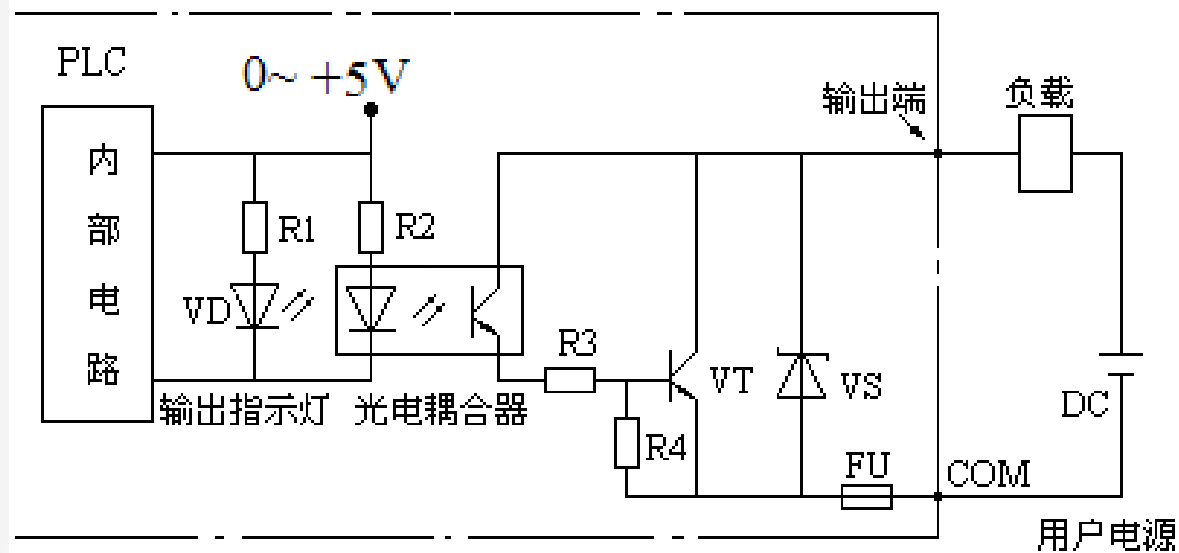 PLC
0~ +5V
输出端
负载
内部电路
R1
R2
VD
R3
VT
VS
DC
输出指示灯
光电耦合器
R4
FU
COM
用户电源